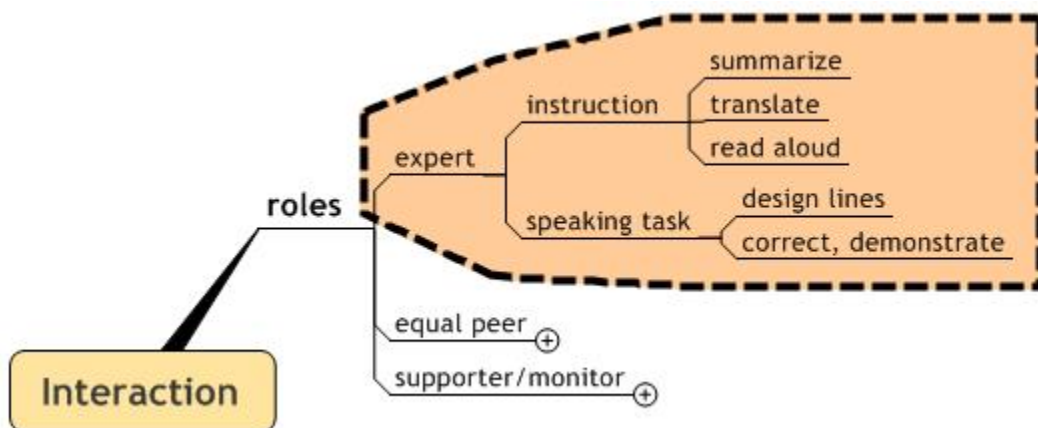 summarize
instruction
translate
read aloud
expert
roles
design lines
speaking task
correct, demonstrate
equal peer
supporter/monitor
Interaction